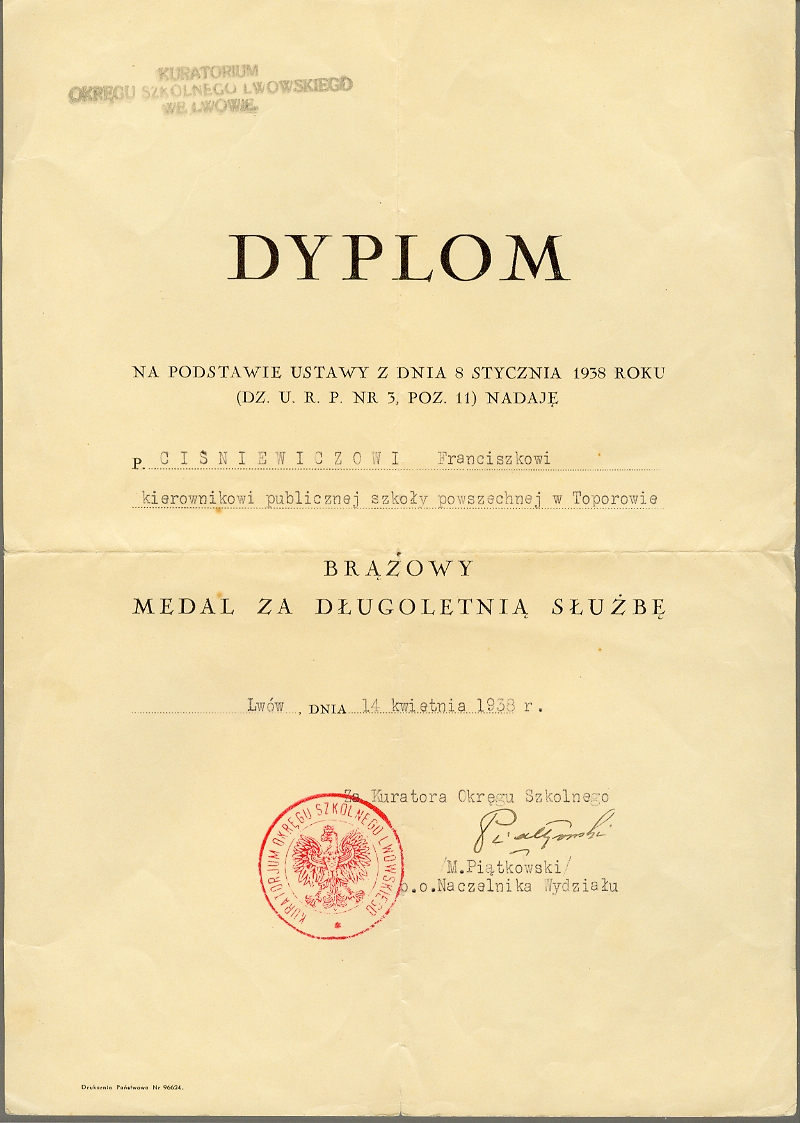 KURATORIUM
OKRĘGU SZKOLNEGO LWOWSKIEGO
WE LWOWIE.
DYPLOM
NA PODSTAWIE USTAWY Z DNIA 8 STYCZNIA 1938 ROKU
(DZ. U. R. P. NR 3, POZ. 11) NADAJĘ
P. CIŚNIEWICZOWI Franciszkowi
kierownikowi publicznej szkoły powszechnej w Toporowie
BRĄZOWY
MEDAL ZA DŁUGOLETNIĄ SŁUŻBĘ
Lwów, DNIA 14 kwietnia 1938 r.
Za Kuratora Okręgu Szkolnego
Piątkowski
/M.Piątkowski/
p.o.Naczelnika Wydziału
KURATORJUM OKRĘGU SZKOLNEGO LWOWSKIEGO
*
Drukarnia Państwowa Nr 96624.